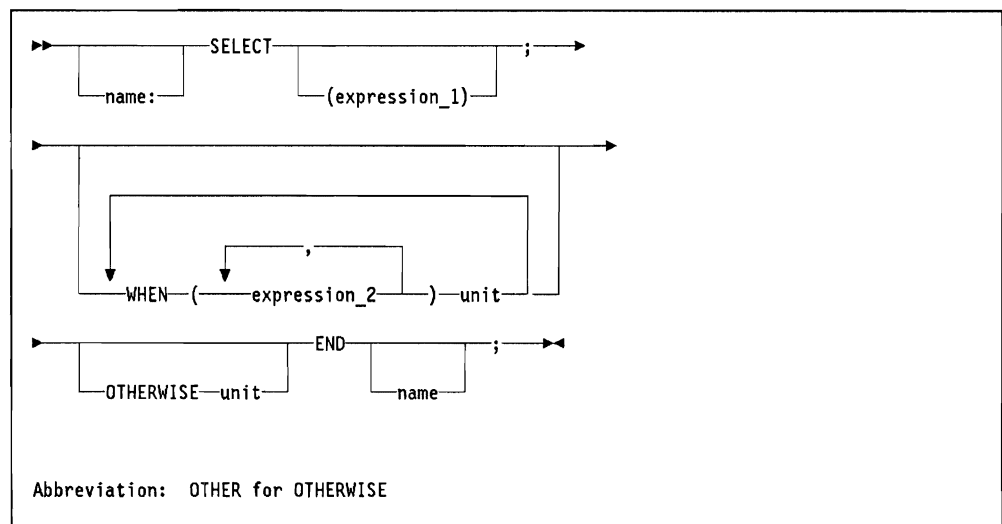 SELECT ;
name: (expression_1)
,
WHEN ( expression_2 ) unit
END ;
OTHERWISE unit name
Abbreviation: OTHER for OTHERWISE